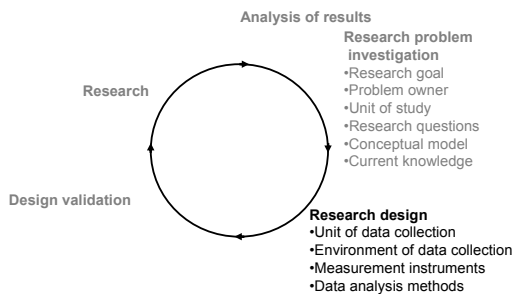 Analysis of results
Research problem
investigation
•Research goal
•Problem owner
•Unit of study
•Research questions
•Conceptual model
•Current knowledge
Research
Design validation
Research design
•Unit of data collection
•Environment of data collection
•Measurement instruments
•Data analysis methods